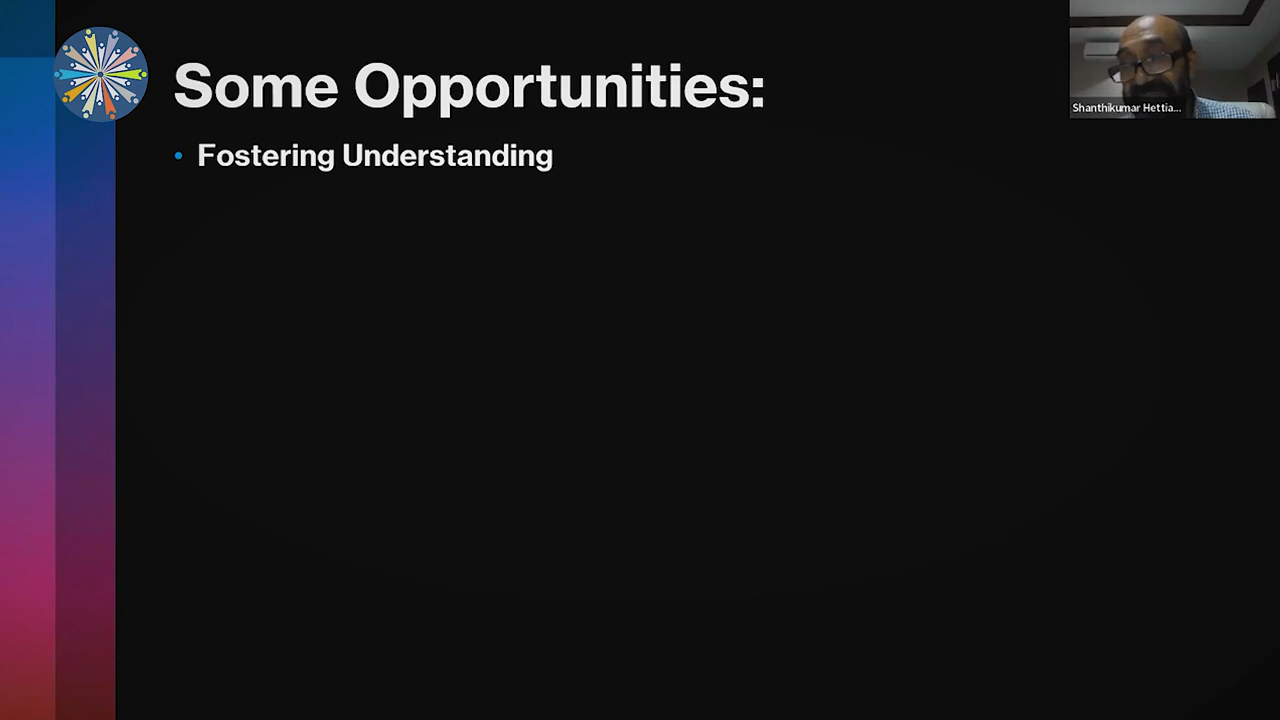 Some Opportunities:
• Fostering Understanding
Shanthikumar Hettia...